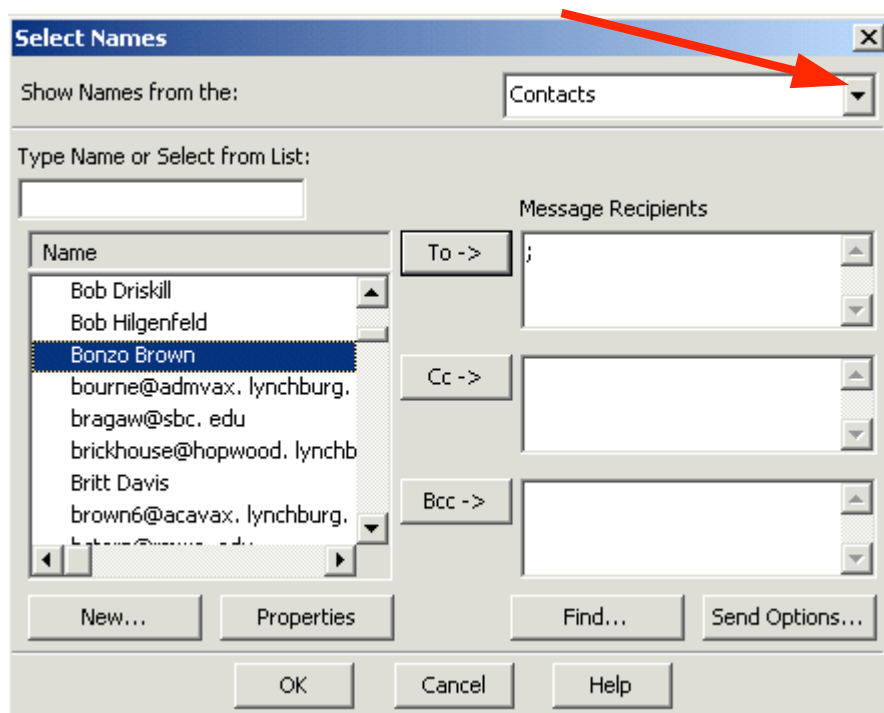 Select Names
Show Names from the:
Contacts
Type Name or Select from List:
Message Recipients
Name
To ->
;
Bob Driskill
Bob Hilgenfeld
Bonzo Brown
Cc ->
bourne@admvax. lynchburg.
bragaw@sbc. edu
brickhouse@hopwood. lynchb
Britt Davis
Bcc ->
brown6@acavax. lynchburg.
New...
Properties
Find...
Send Options...
OK
Cancel
Help